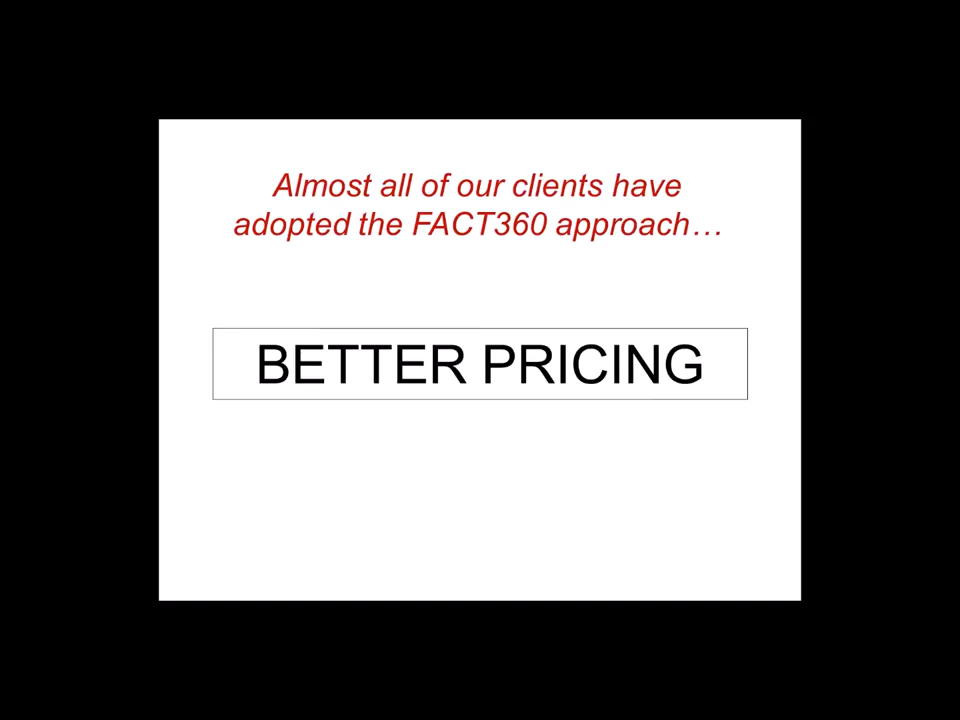 Almost all of our clients have
adopted the FACT360 approach…
BETTER PRICING